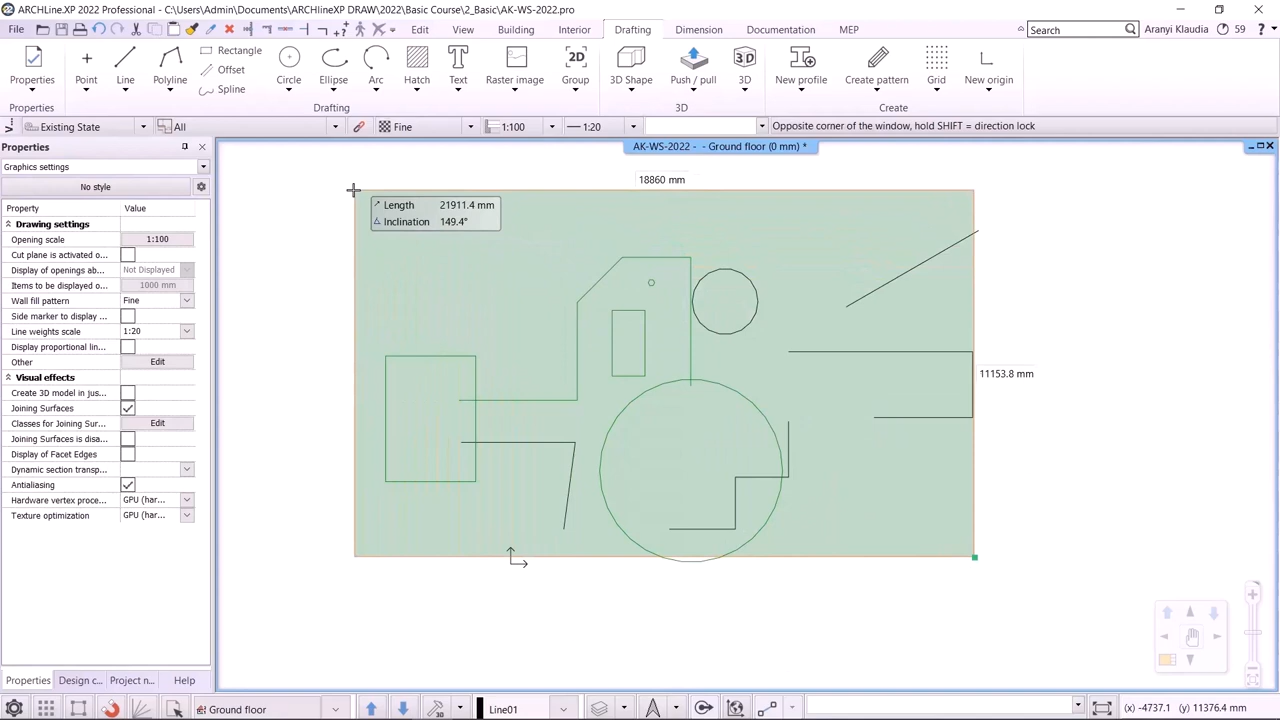 ARCHLine.XP 2022 Professional - C:\Users\Admin\Documents\ARCHlineXP DRAW\2022\Basic Course\2_Basic\AK-WS-2022.pro
File
Edit
View
Building
Interior
Drafting
Dimension
Documentation
MEP
Search
Aranyi Klaudia
59
Properties
Point
Line
Polyline
Rectangle
Offset
Spline
Circle
Ellipse
Arc
Hatch
Text
Raster image
2D
Group
3D Shape
Push / pull
3D
3D
New profile
Create pattern
Grid
New origin
Properties
Drafting
3D
Create
Existing State
All
Fine
1:100
1:20
Opposite corner of the window, hold SHIFT = direction lock
Properties
Graphics settings
No style
Property Value
Drawing settings
Opening scale 1:100
Cut plane is activated o...
Display of openings ab... Not Displayed
Items to be displayed o... 1000 mm
Wall fill pattern Fine
Side marker to display ...
Line weights scale 1:20
Display proportional lin...
Other Edit
Visual effects
Create 3D model in jus...
Joining Surfaces
Classes for Joining Sur... Edit
Joining Surfaces is disa...
Display of Facet Edges
Dynamic section transp...
Antialiasing
Hardware vertex proce... GPU (har...
Texture optimization GPU (har...
AK-WS-2022 - - Ground floor (0 mm) *
18860 mm
Length 21911.4 mm
Inclination 149.4°
11153.8 mm
Properties
Design c...
Project n...
Help
Ground floor
30
Line01
(x) -4737.1 (y) 11376.4 mm